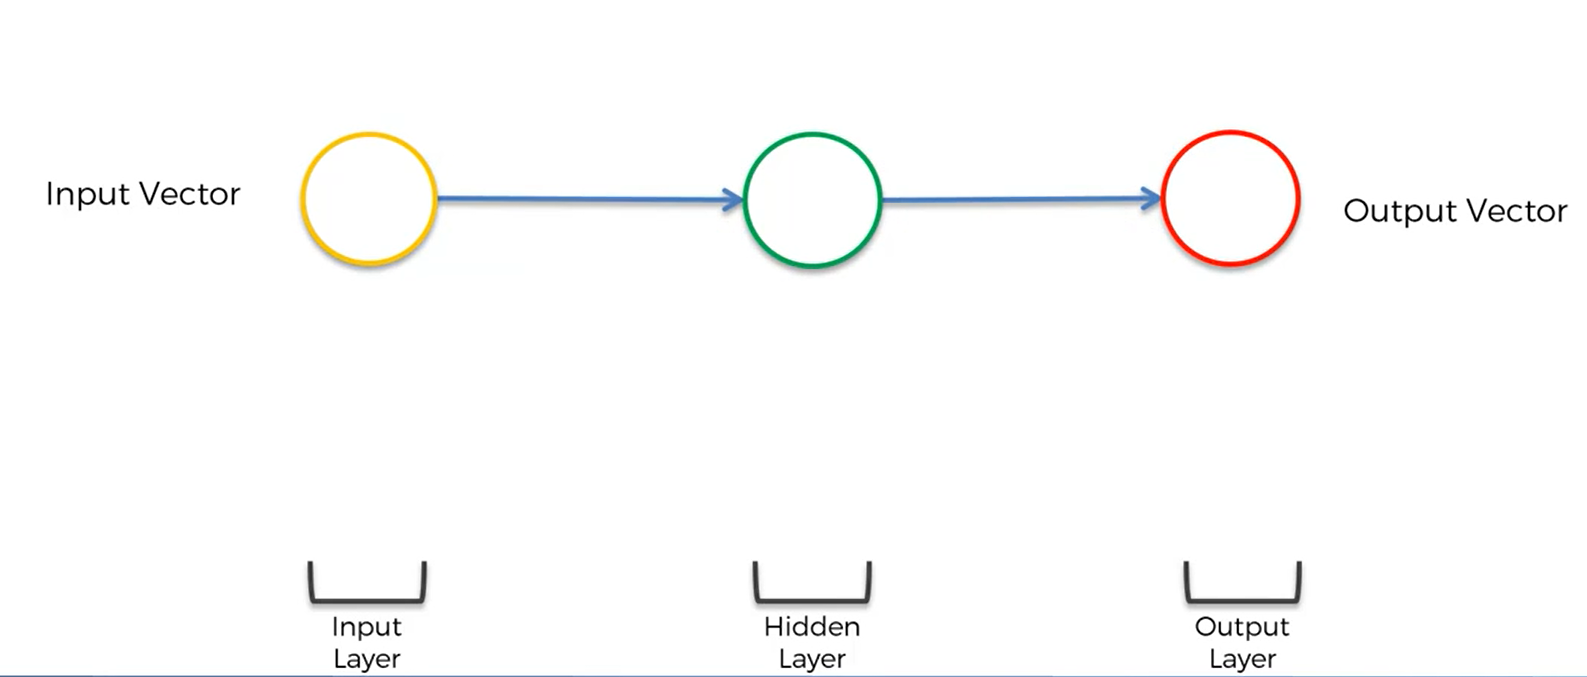 Input Vector
Output Vector
Input
Layer
Hidden
Layer
Output
Layer